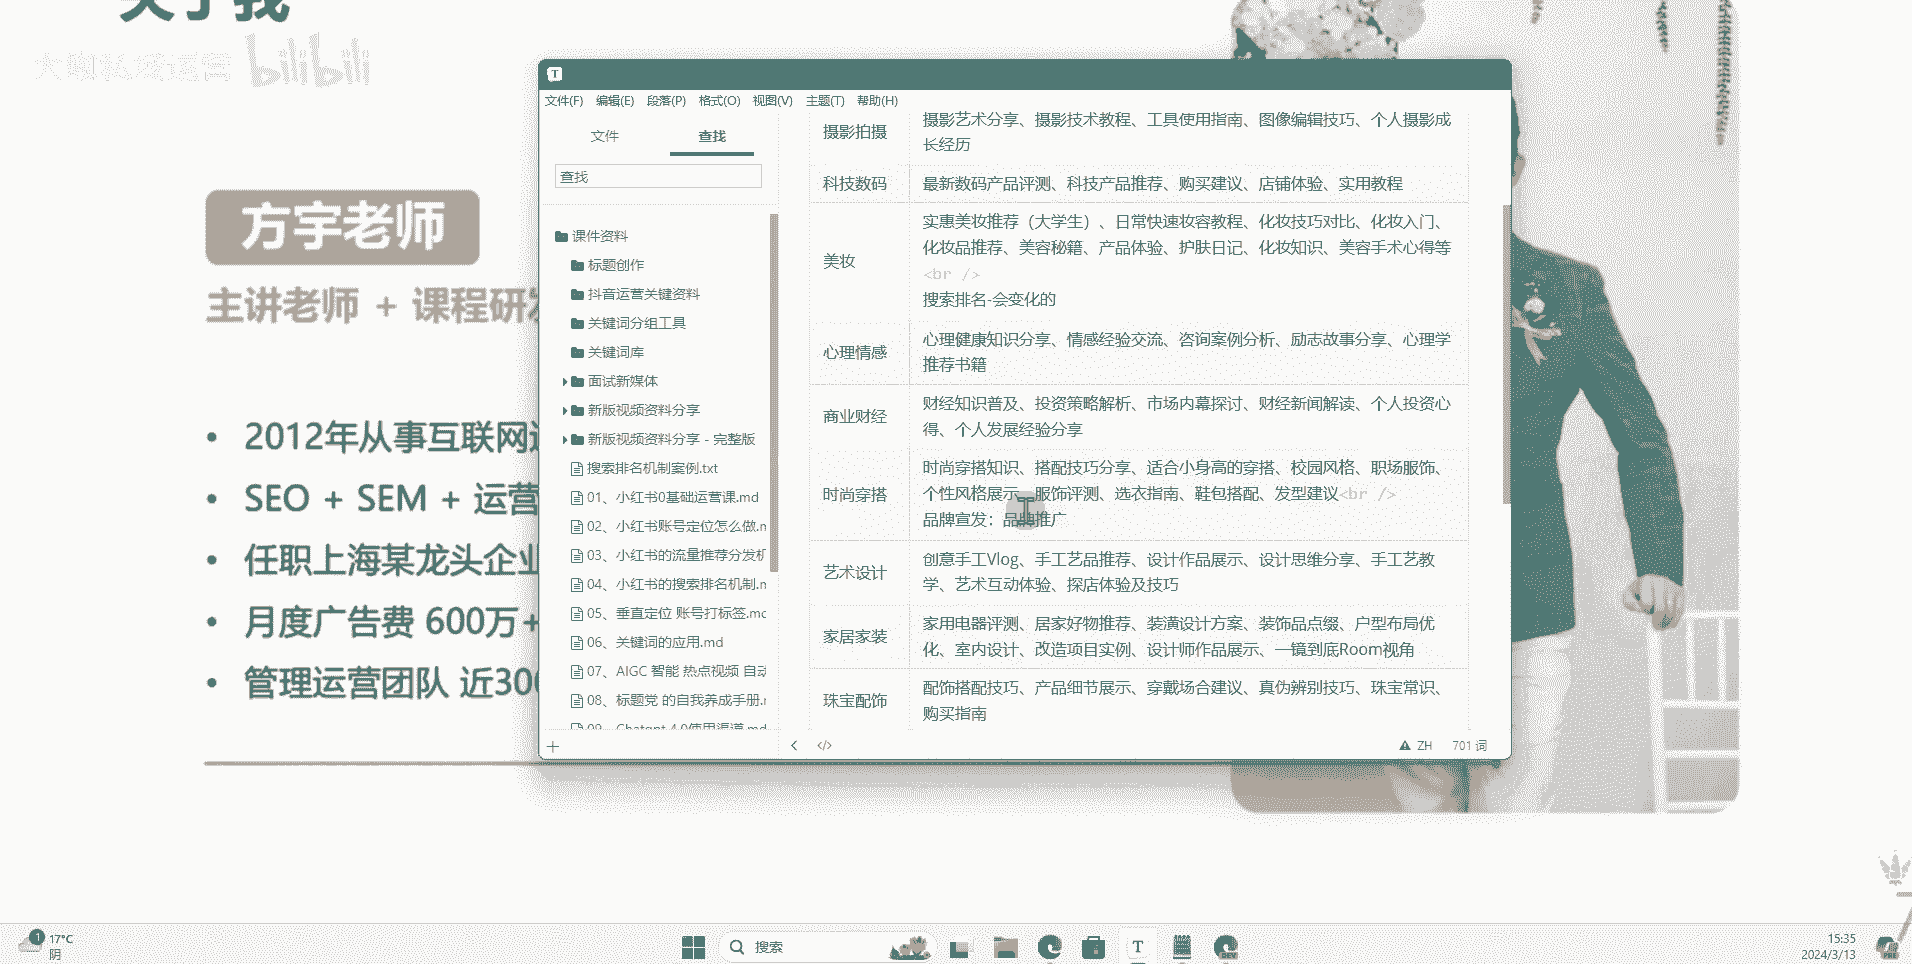 关于我
大咖私域运营 bilibili
方宇老师
主讲老师 + 课程研发
2012年从事互联网
SEO + SEM + 运营
任职上海某龙头企业
月度广告费 600万+
管理运营团队 近300
T
文件(F) 编辑(E) 段落(P) 格式(O) 视图(V) 主题(T) 帮助(H)
文件 查找
查找
课件资料
标题创作
抖音运营关键资料
关键词分组工具
关键词库
面试新媒体
新版视频资料分享
新版视频资料分享 - 完整版
搜索排名机制案例.txt
01、小红书0基础运营课.md
02、小红书账号定位怎么做.m
03、小红书的流量推荐分发机
04、小红书的搜索排名机制.m
05、垂直定位 账号打标签.mc
06、关键词的应用.md
07、AIGC 智能 热点视频 自动
08、标题党 的自我养成手册.r
09、Chatgpt 4.0使用渠道.md
摄影拍摄
摄影艺术分享、摄影技术教程、工具使用指南、图像编辑技巧、个人摄影成
长经历
科技数码
最新数码产品评测、科技产品推荐、购买建议、店铺体验、实用教程
美妆
实惠美妆推荐（大学生）、日常快速妆容教程、化妆技巧对比、化妆入门、
化妆品推荐、美容秘籍、产品体验、护肤日记、化妆知识、美容手术心得等
<br />
搜索排名-会变化的
心理情感
心理健康知识分享、情感经验交流、咨询案例分析、励志故事分享、心理学
推荐书籍
商业财经
财经知识普及、投资策略解析、市场内幕探讨、财经新闻解读、个人投资心
得、个人发展经验分享
时尚穿搭
时尚穿搭知识、搭配技巧分享、适合小身高的穿搭、校园风格、职场服饰、
个性风格展示、服饰评测、选衣指南、鞋包搭配、发型建议<br />
品牌宣发：品牌推广
艺术设计
创意手工Vlog、手工艺品推荐、设计作品展示、设计思维分享、手工艺教
学、艺术互动体验、探店体验及技巧
家居家装
家用电器评测、居家好物推荐、装潢设计方案、装饰品点缀、户型布局优
化、室内设计、改造项目实例、设计师作品展示、一镜到底Room视角
珠宝配饰
配饰搭配技巧、产品细节展示、穿戴场合建议、真伪辨别技巧、珠宝常识、
购买指南
</> ZH 701 词
1
17°C
阴
搜索
T
DEV
15:35
2024/3/13
PRE